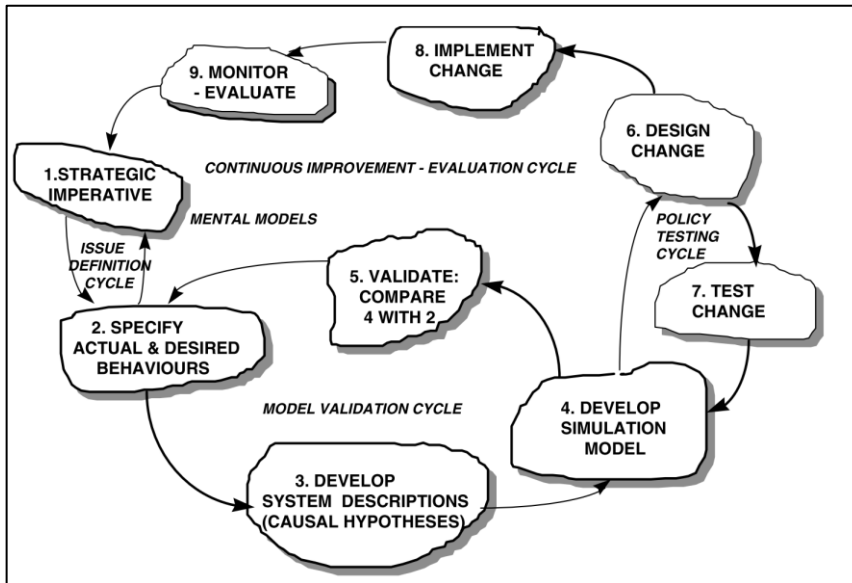 8. IMPLEMENT
CHANGE
9. MONITOR
- EVALUATE
6. DESIGN
CHANGE
1.STRATEGIC
IMPERATIVE
CONTINUOUS IMPROVEMENT - EVALUATION CYCLE
MENTAL MODELS
ISSUE
DEFINITION
CYCLE
POLICY
TESTING
CYCLE
5. VALIDATE:
COMPARE
4 WITH 2
7. TEST
CHANGE
2. SPECIFY
ACTUAL & DESIRED
BEHAVIOURS
MODEL VALIDATION CYCLE
4. DEVELOP
SIMULATION
MODEL
3. DEVELOP
SYSTEM DESCRIPTIONS
(CAUSAL HYPOTHESES)